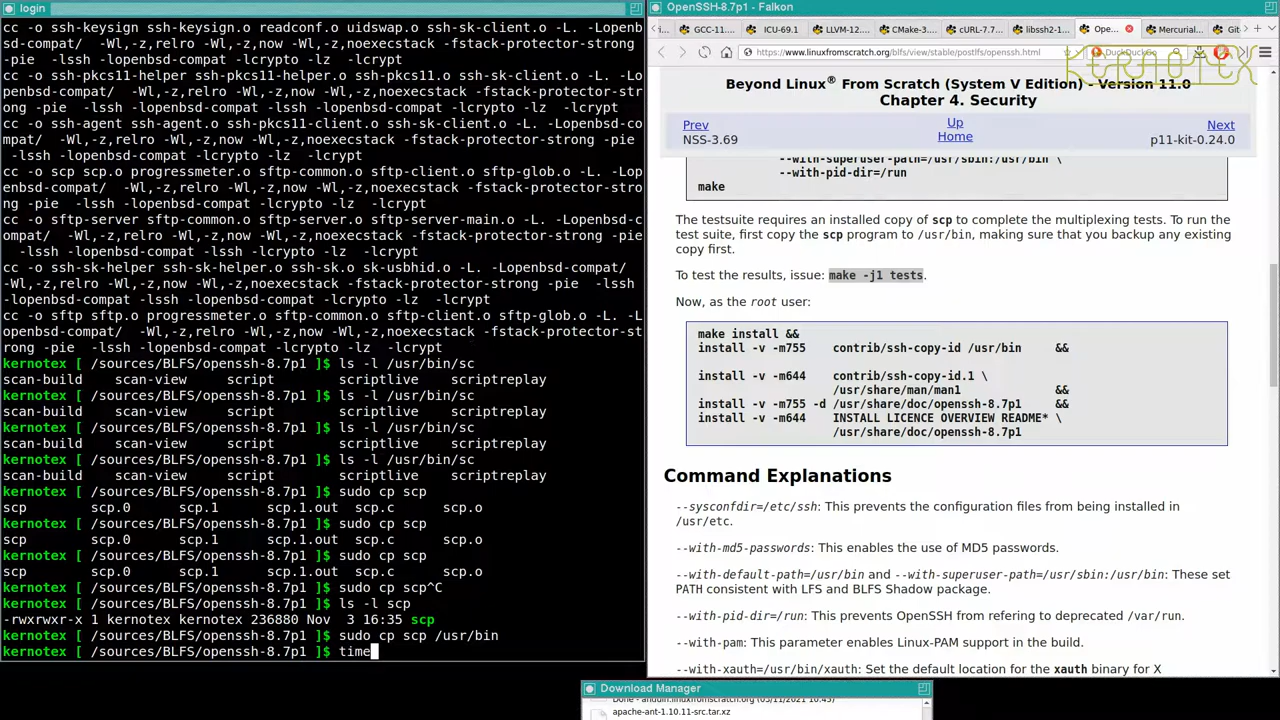 login
cc -o ssh-keysign ssh-keysign.o readconf.o uidswap.o ssh-sk-client.o -L. -Lopenb
sd-compat/  -Wl,-z,relro -Wl,-z,now -Wl,-z,noexecstack -fstack-protector-strong
-pie  -lssh -lopenbsd-compat -lcrypto -lz  -lcrypt
cc -o ssh-pkcs11-helper ssh-pkcs11-helper.o ssh-pkcs11.o ssh-sk-client.o -L. -Lo
penbsd-compat/  -Wl,-z,relro -Wl,-z,now -Wl,-z,noexecstack -fstack-protector-str
ong -pie  -lssh -lopenbsd-compat -lssh -lopenbsd-compat -lcrypto -lz  -lcrypt
cc -o ssh-agent ssh-agent.o ssh-pkcs11-client.o ssh-sk-client.o -L. -Lopenbsd-co
mpat/  -Wl,-z,relro -Wl,-z,now -Wl,-z,noexecstack -fstack-protector-strong -pie
 -lssh -lopenbsd-compat -lcrypto -lz  -lcrypt
cc -o scp scp.o progressmeter.o sftp-common.o sftp-client.o sftp-glob.o -L. -Lop
enbsd-compat/  -Wl,-z,relro -Wl,-z,now -Wl,-z,noexecstack -fstack-protector-stro
ng -pie  -lssh -lopenbsd-compat -lcrypto -lz  -lcrypt
cc -o sftp-server sftp-common.o sftp-server.o sftp-server-main.o -L. -Lopenbsd-c
ompat/  -Wl,-z,relro -Wl,-z,now -Wl,-z,noexecstack -fstack-protector-strong -pie
  -lssh -lopenbsd-compat -lcrypto -lz  -lcrypt
cc -o ssh-sk-helper ssh-sk-helper.o ssh-sk.o sk-usbhid.o -L. -Lopenbsd-compat/
-Wl,-z,relro -Wl,-z,now -Wl,-z,noexecstack -fstack-protector-strong -pie  -lssh
-lopenbsd-compat -lssh -lopenbsd-compat -lcrypto -lz  -lcrypt
cc -o sftp sftp.o progressmeter.o sftp-common.o sftp-client.o sftp-glob.o -L. -L
openbsd-compat/  -Wl,-z,relro -Wl,-z,now -Wl,-z,noexecstack -fstack-protector-st
rong -pie  -lssh -lopenbsd-compat -lcrypto -lz  -lcrypt
kernotex [ /sources/BLFS/openssh-8.7p1 ]$ ls -l /usr/bin/sc
scan-build    scan-view     script        scriptlive    scriptreplay
kernotex [ /sources/BLFS/openssh-8.7p1 ]$ ls -l /usr/bin/sc
scan-build    scan-view     script        scriptlive    scriptreplay
kernotex [ /sources/BLFS/openssh-8.7p1 ]$ ls -l /usr/bin/sc
scan-build    scan-view     script        scriptlive    scriptreplay
kernotex [ /sources/BLFS/openssh-8.7p1 ]$ ls -l /usr/bin/sc
scan-build    scan-view     script        scriptlive    scriptreplay
kernotex [ /sources/BLFS/openssh-8.7p1 ]$ sudo cp scp
scp        scp.0      scp.1      scp.1.out  scp.c      scp.o
kernotex [ /sources/BLFS/openssh-8.7p1 ]$ sudo cp scp
scp        scp.0      scp.1      scp.1.out  scp.c      scp.o
kernotex [ /sources/BLFS/openssh-8.7p1 ]$ sudo cp scp
scp        scp.0      scp.1      scp.1.out  scp.c      scp.o
kernotex [ /sources/BLFS/openssh-8.7p1 ]$ sudo cp scp^C
kernotex [ /sources/BLFS/openssh-8.7p1 ]$ ls -l scp
-rwxrwxr-x 1 kernotex kernotex 236880 Nov  3 16:35 scp
kernotex [ /sources/BLFS/openssh-8.7p1 ]$ sudo cp scp /usr/bin
kernotex [ /sources/BLFS/openssh-8.7p1 ]$ time
OpenSSH-8.7p1 - Falkon
GCC-11.... ICU-69.1 LLVM-12.... CMake-3.... cURL-7.7... libssh2-1... Ope... Mercurial... Git
https://www.linuxfromscratch.org/blfs/view/stable/postlfs/openssh.html DuckDuckGo
KERNOTEX
Beyond Linux® From Scratch (System V Edition) - Version 11.0
Chapter 4. Security
Prev Up Next
NSS-3.69 Home p11-kit-0.24.0
--with-superuser-path=/usr/sbin:/usr/bin \
--with-pid-dir=/run
make
The testsuite requires an installed copy of scp to complete the multiplexing tests. To run the
test suite, first copy the scp program to /usr/bin, making sure that you backup any existing
copy first.
To test the results, issue: make -j1 tests.
Now, as the root user:
make install &&
install -v -m755    contrib/ssh-copy-id /usr/bin     &&
install -v -m644    contrib/ssh-copy-id.1 \
/usr/share/man/man1              &&
install -v -m755 -d /usr/share/doc/openssh-8.7p1     &&
install -v -m644    INSTALL LICENCE OVERVIEW README* \
/usr/share/doc/openssh-8.7p1
Command Explanations
--sysconfdir=/etc/ssh: This prevents the configuration files from being installed in
/usr/etc.
--with-md5-passwords: This enables the use of MD5 passwords.
--with-default-path=/usr/bin and --with-superuser-path=/usr/sbin:/usr/bin: These set
PATH consistent with LFS and BLFS Shadow package.
--with-pid-dir=/run: This prevents OpenSSH from refering to deprecated /var/run.
--with-pam: This parameter enables Linux-PAM support in the build.
--with-xauth=/usr/bin/xauth: Set the default location for the xauth binary for X
Download Manager
Done - anduin.linuxfromscratch.org (03/11/2021 16:45)
apache-ant-1.10.11-src.tar.xz